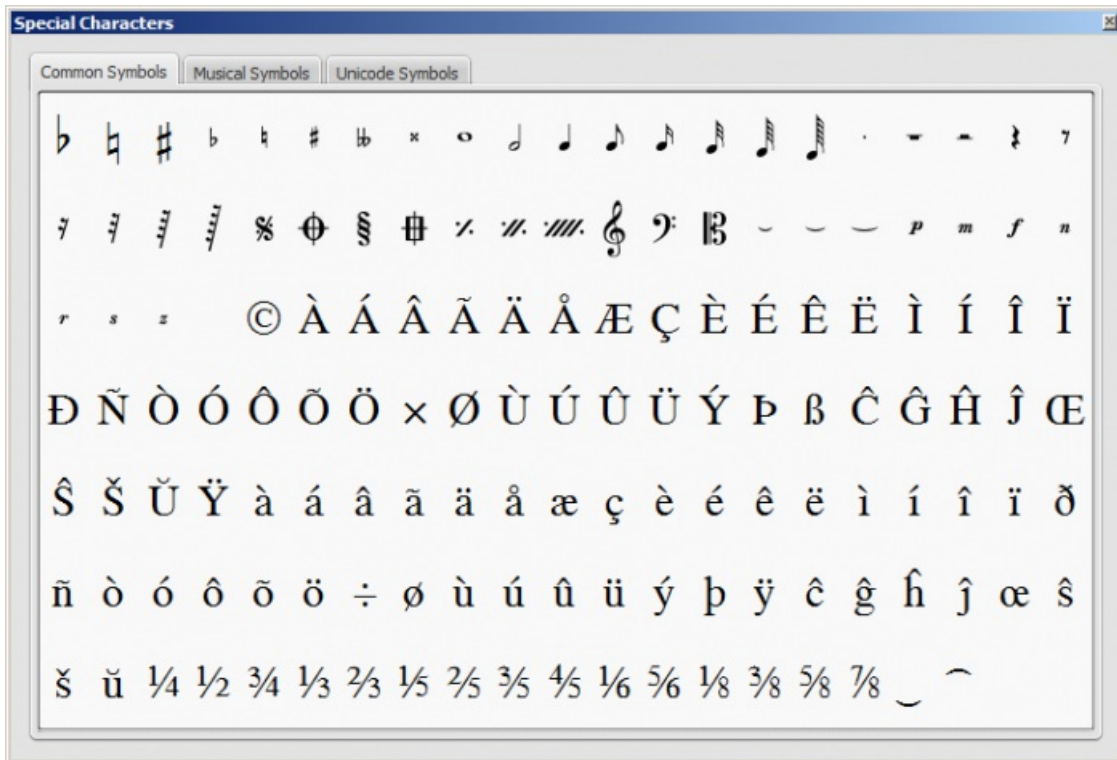 Special Characters
Common Symbols Musical Symbols Unicode Symbols
♭ ♮ ♯ ♭ ♮ ♯ 𝄫 𝄪 𝅝 𝅗𝅥 𝅘𝅥 𝅘𝅥𝅮 𝅘𝅥𝅯 𝅘𝅥𝅰 𝅘𝅥𝅱 𝅘𝅥𝅲 . 𝄻 𝄼 𝄽 𝄾
𝄿 𝅀 𝅁 𝅂 𝄋 𝄌 § 𝄎 𝄏 𝄞 𝄢 𝄡 ⏑ ‿ ‿ p m f n
r s z © À Á Â Ã Ä Å Æ Ç È É Ê Ë Ì Í Î Ï
Ð Ñ Ò Ó Ô Õ Ö × Ø Ù Ú Û Ü Ý Þ ß Ĉ Ĝ Ĥ Ĵ Œ
Ŝ Š Ŭ Ÿ à á â ã ä å æ ç è é ê ë ì í î ï ð
ñ ò ó ô õ ö ÷ ø ù ú û ü ý þ ÿ ĉ ĝ ĥ ĵ œ ŝ
š ŭ ¼ ½ ¾ ⅓ ⅔ ⅕ ⅖ ⅗ ⅘ ⅙ ⅚ ⅛ ⅜ ⅝ ⅞ ‿ ⁀